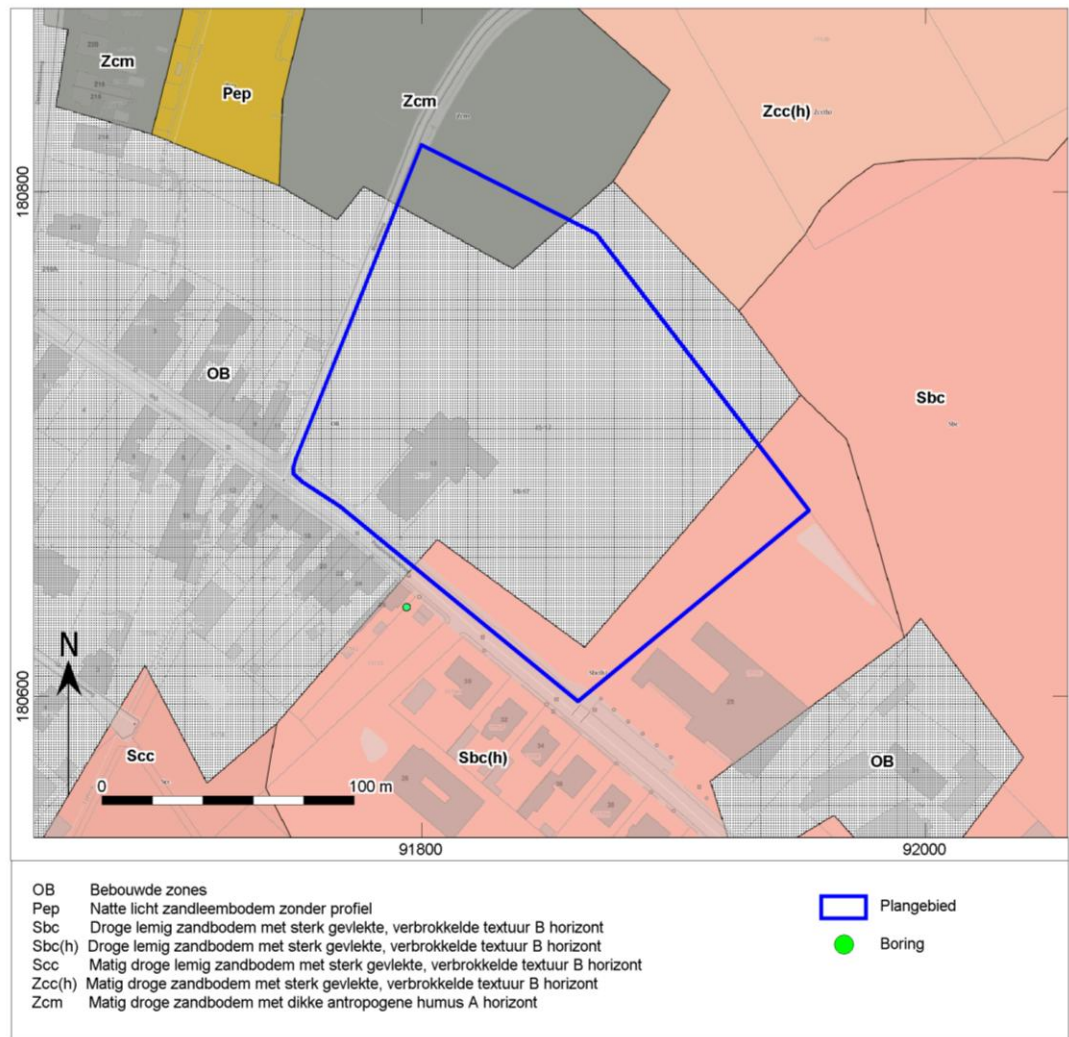 Zcm
Pep
Zcm
Zcc(h)
180800
OB
Sbc
N
180600
Scc
Sbc(h)
OB
0 100 m
91800 92000
OB Bebouwde zones
Pep Natte licht zandleembodem zonder profiel
Sbc Droge lemig zandbodem met sterk gevlekte, verbrokkelde textuur B horizont
Sbc(h) Droge lemig zandbodem met sterk gevlekte, verbrokkelde textuur B horizont
Scc Matig droge lemig zandbodem met sterk gevlekte, verbrokkelde textuur B horizont
Zcc(h) Matig droge zandbodem met sterk gevlekte, verbrokkelde textuur B horizont
Zcm Matig droge zandbodem met dikke antropogene humus A horizont
Plangebied
Boring